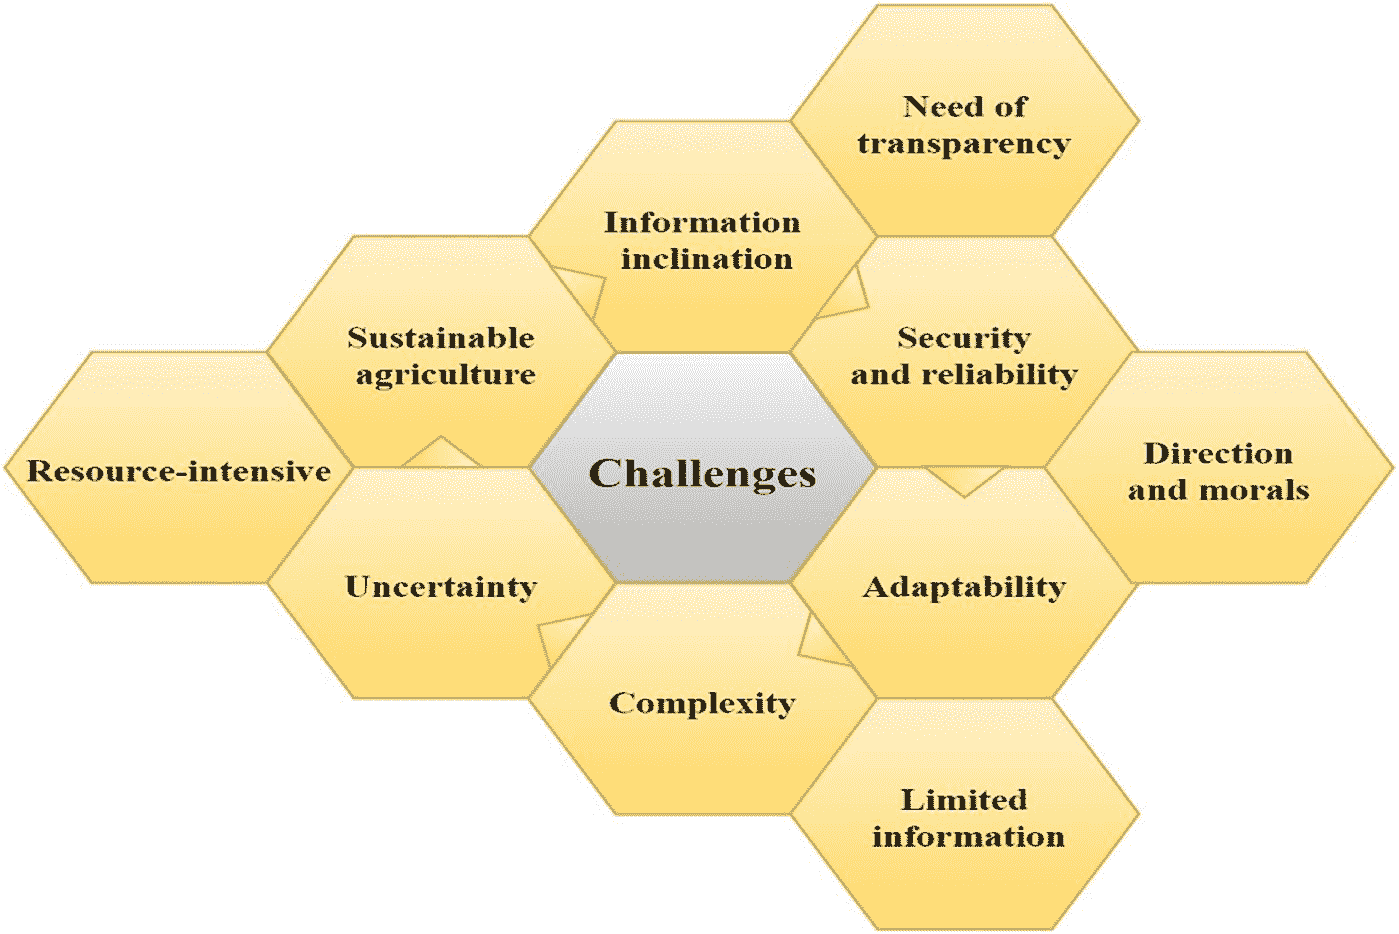 Need of
transparency
Information
inclination
Sustainable
agriculture
Security
and reliability
Resource-intensive
Challenges
Direction
and morals
Uncertainty
Adaptability
Complexity
Limited
information